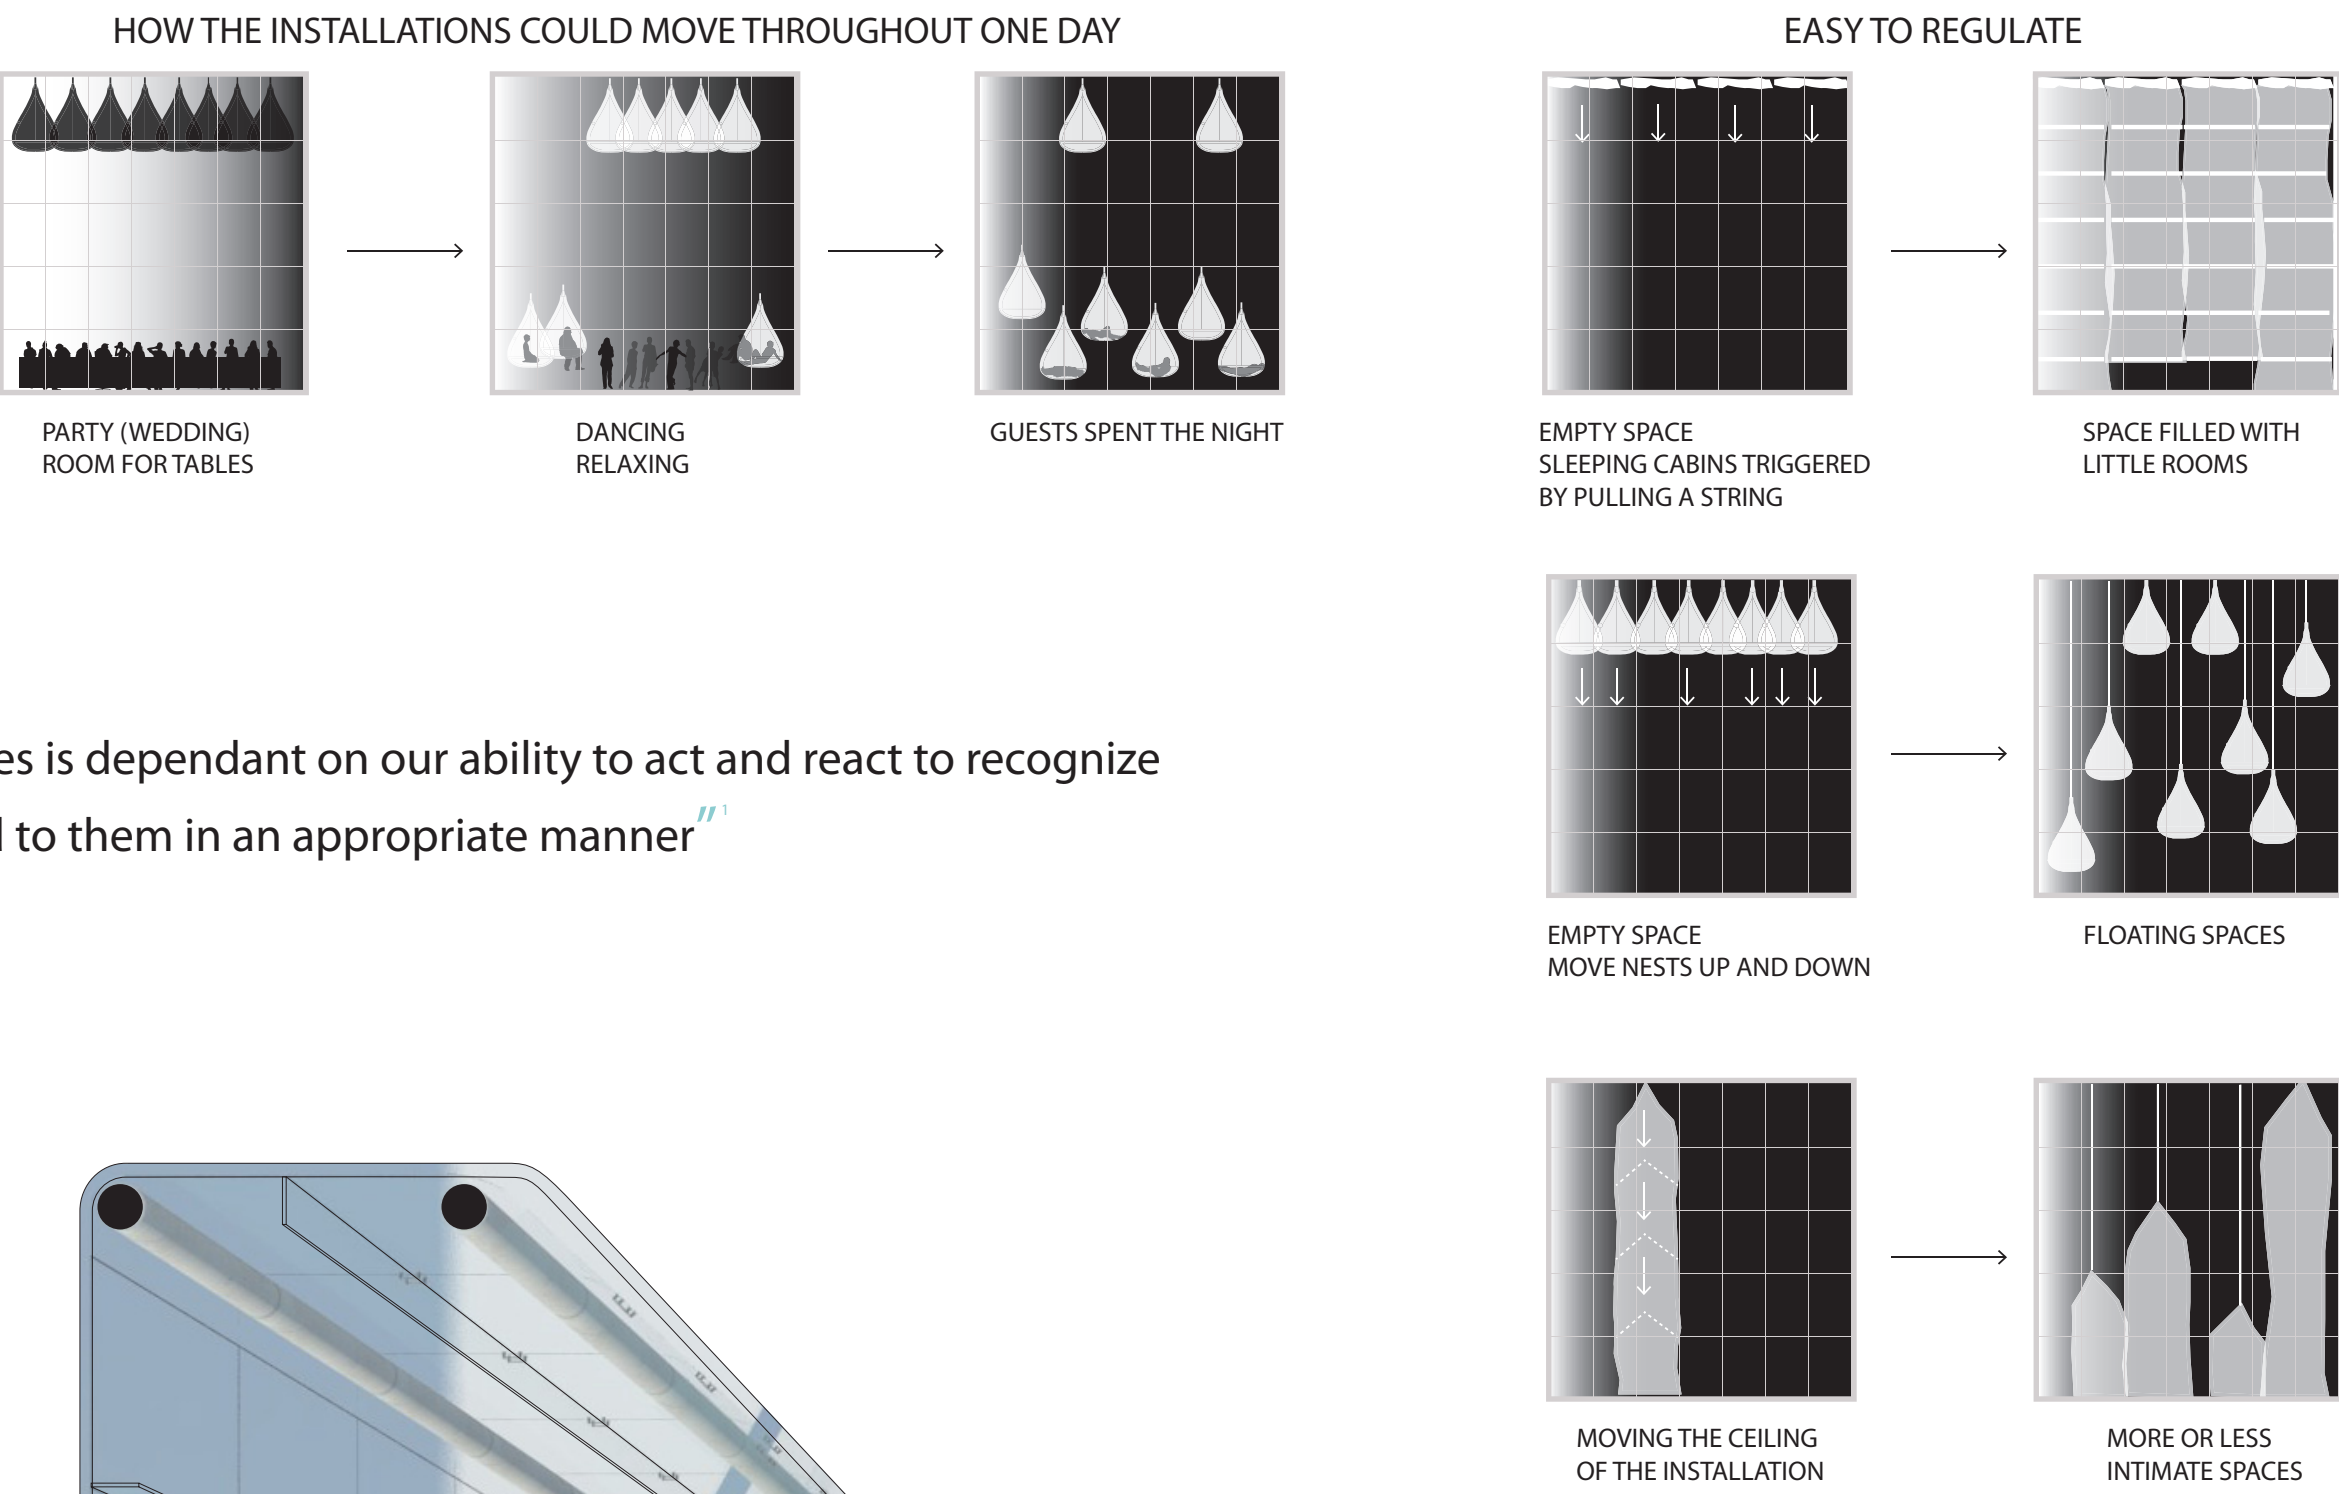 HOW THE INSTALLATIONS COULD MOVE THROUGHOUT ONE DAY
PARTY (WEDDING)
ROOM FOR TABLES
DANCING
RELAXING
GUESTS SPENT THE NIGHT
EASY TO REGULATE
EMPTY SPACE
SLEEPING CABINS TRIGGERED
BY PULLING A STRING
SPACE FILLED WITH
LITTLE ROOMS
EMPTY SPACE
MOVE NESTS UP AND DOWN
FLOATING SPACES
MOVING THE CEILING
OF THE INSTALLATION
MORE OR LESS
INTIMATE SPACES
is dependant on our ability to act and react to recognize
to them in an appropriate manner" 1